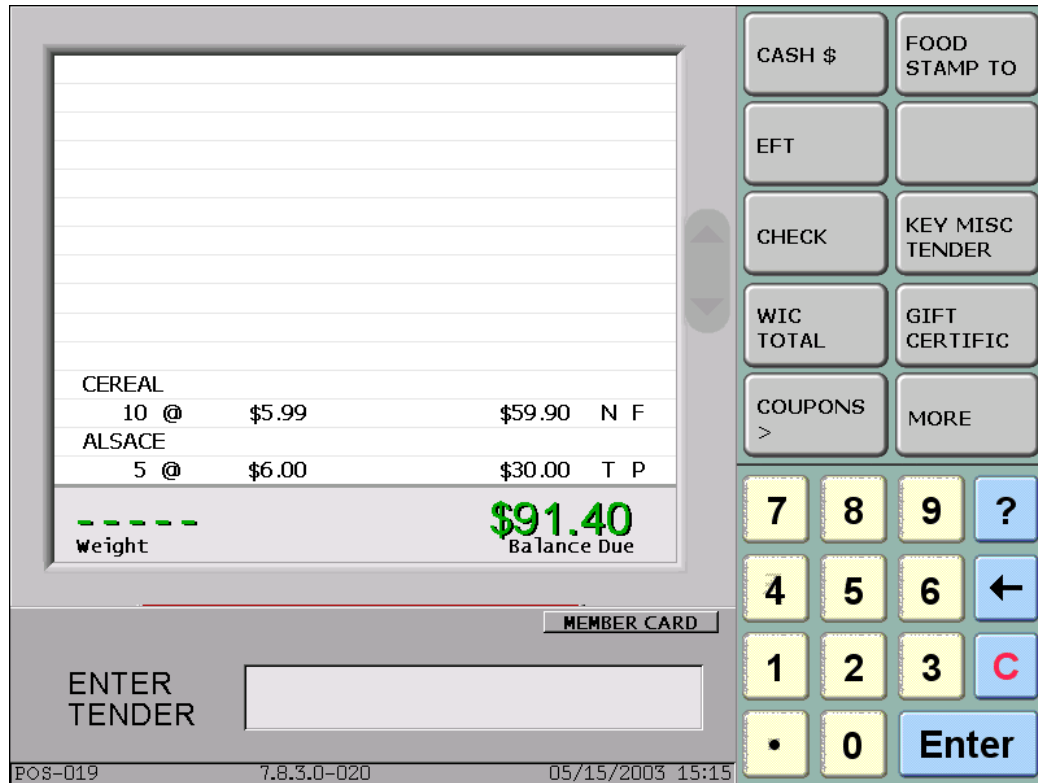 CEREAL
10 @ $5.99 $59.90 N F
ALSACE
5 @ $6.00 $30.00 T P
----- $91.40
Weight Balance Due
MEMBER CARD
ENTER
TENDER
POS-019 7.8.3.0-020 05/15/2003 15:15
CASH $
FOOD
STAMP TO
EFT
CHECK
KEY MISC
TENDER
WIC
TOTAL
GIFT
CERTIFIC
COUPONS
>
MORE
7 8 9 ?
4 5 6 ←
1 2 3 C
. 0 Enter